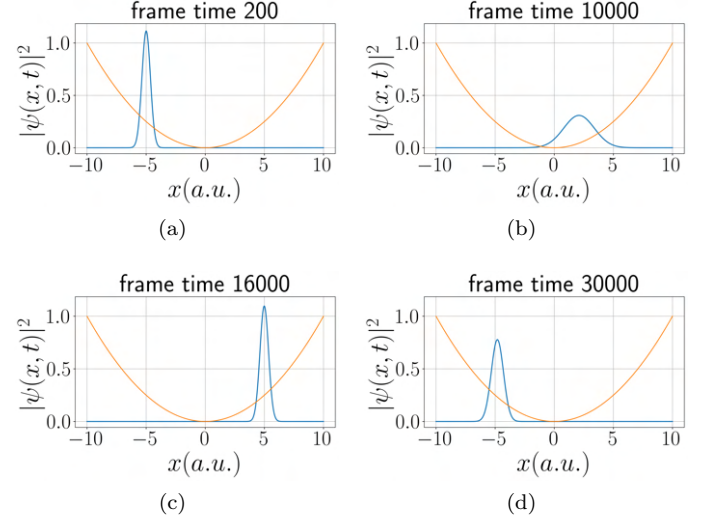 frame time 200
frame time 10000
|ψ(x, t)|²
1.0
0.5
0.0
−10
−5
0
5
10
x(a.u.)
|ψ(x, t)|²
1.0
0.5
0.0
−10
−5
0
5
10
x(a.u.)
(a)
(b)
frame time 16000
frame time 30000
|ψ(x, t)|²
1.0
0.5
0.0
−10
−5
0
5
10
x(a.u.)
|ψ(x, t)|²
1.0
0.5
0.0
−10
−5
0
5
10
x(a.u.)
(c)
(d)